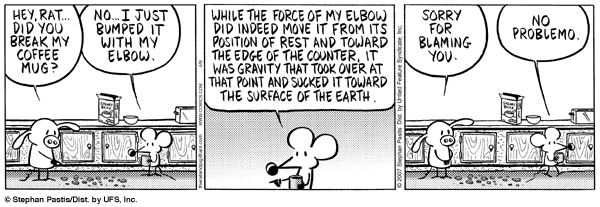 HEY, RAT...
DID YOU
BREAK MY
COFFEE
MUG?
NO...I JUST
BUMPED IT
WITH MY
ELBOW.
WHILE THE FORCE OF MY ELBOW
DID INDEED MOVE IT FROM ITS
POSITION OF REST AND TOWARD
THE EDGE OF THE COUNTER, IT
WAS GRAVITY THAT TOOK OVER AT
THAT POINT AND SUCKED IT TOWARD
THE SURFACE OF THE EARTH.
© 2007 Stephan Pastis/Dist. by United Feature Syndicate, Inc.
SORRY
FOR
BLAMING
YOU.
NO
PROBLEMO.
© Stephan Pastis/Dist. by UFS, Inc.